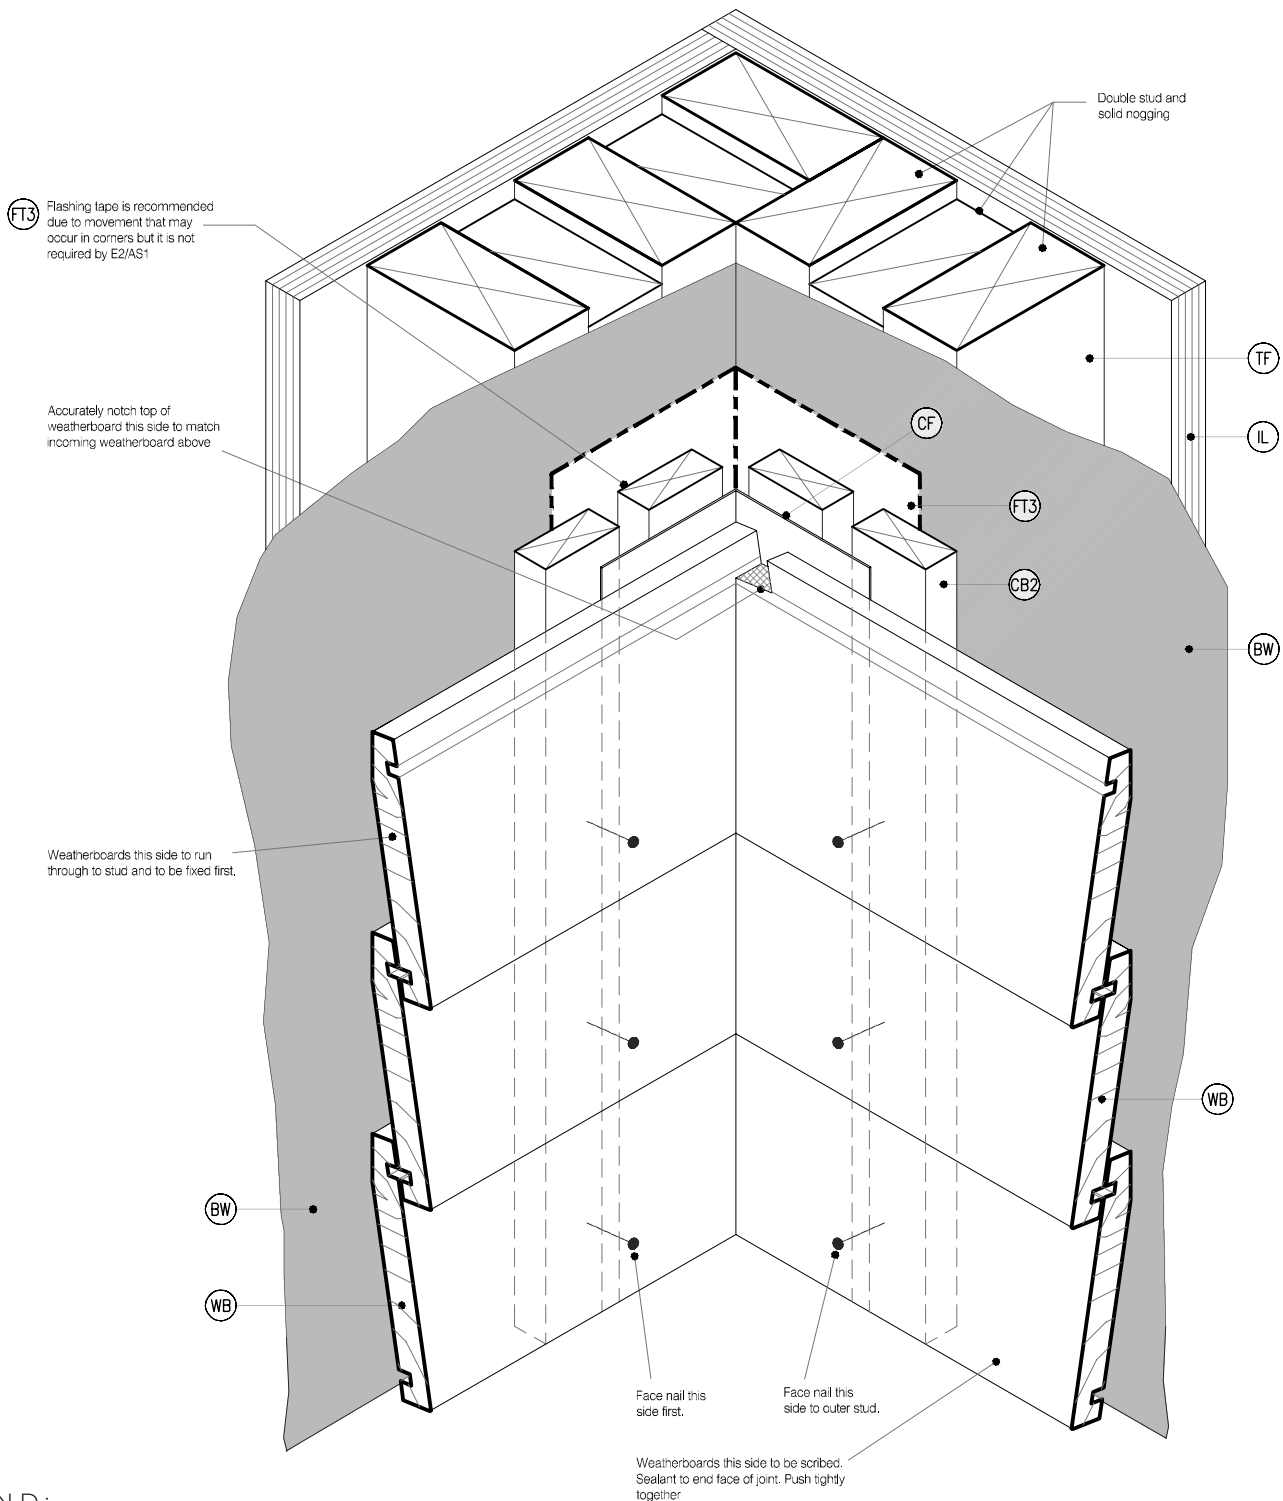 Double stud and
solid nogging
FT3
Flashing tape is recommended
due to movement that may
occur in corners but it is not
required by E2/AS1
TF
Accurately notch top of
weatherboard this side to match
incoming weatherboard above
CF
IL
FT3
CB2
BW
Weatherboards this side to run
through to stud and to be fixed first.
WB
BW
WB
Face nail this
side first.
Face nail this
side to outer stud.
Weatherboards this side to be scribed.
Sealant to end face of joint. Push tightly
together